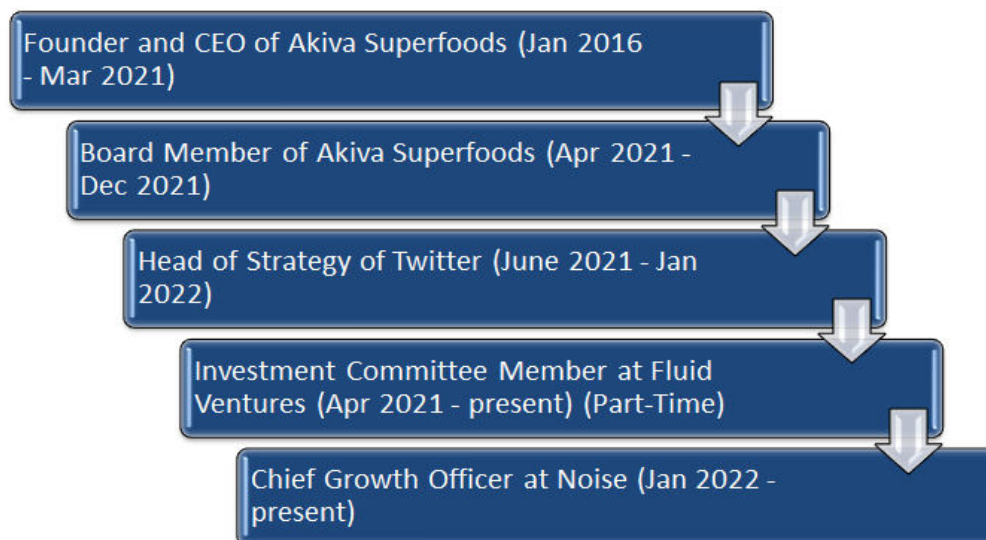 Founder and CEO of Akiva Superfoods (Jan 2016
- Mar 2021)
Board Member of Akiva Superfoods (Apr 2021 -
Dec 2021)
Head of Strategy of Twitter (June 2021 - Jan
2022)
Investment Committee Member at Fluid
Ventures (Apr 2021 - present) (Part-Time)
Chief Growth Officer at Noise (Jan 2022 -
present)